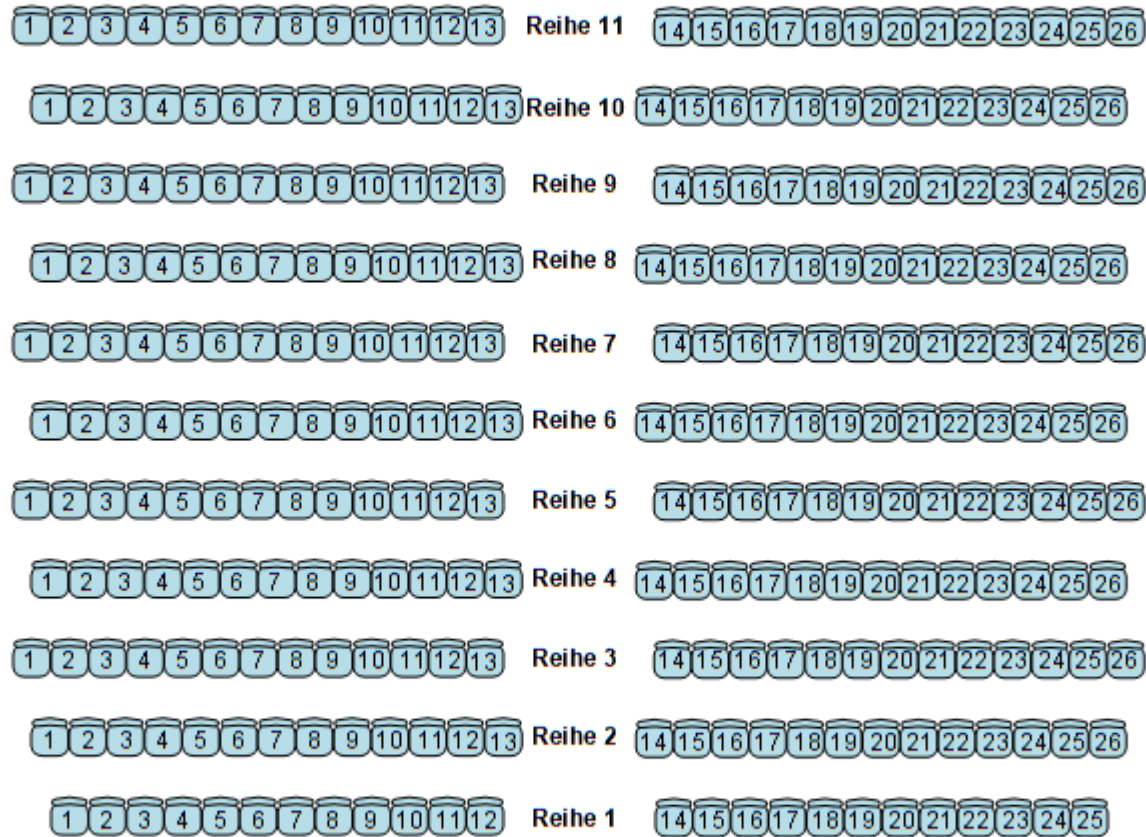 1 2 3 4 5 6 7 8 9 10 11 12 13 Reihe 11 14 15 16 17 18 19 20 21 22 23 24 25 26
1 2 3 4 5 6 7 8 9 10 11 12 13 Reihe 10 14 15 16 17 18 19 20 21 22 23 24 25 26
1 2 3 4 5 6 7 8 9 10 11 12 13 Reihe 9 14 15 16 17 18 19 20 21 22 23 24 25 26
1 2 3 4 5 6 7 8 9 10 11 12 13 Reihe 8 14 15 16 17 18 19 20 21 22 23 24 25 26
1 2 3 4 5 6 7 8 9 10 11 12 13 Reihe 7 14 15 16 17 18 19 20 21 22 23 24 25 26
1 2 3 4 5 6 7 8 9 10 11 12 13 Reihe 6 14 15 16 17 18 19 20 21 22 23 24 25 26
1 2 3 4 5 6 7 8 9 10 11 12 13 Reihe 5 14 15 16 17 18 19 20 21 22 23 24 25 26
1 2 3 4 5 6 7 8 9 10 11 12 13 Reihe 4 14 15 16 17 18 19 20 21 22 23 24 25 26
1 2 3 4 5 6 7 8 9 10 11 12 13 Reihe 3 14 15 16 17 18 19 20 21 22 23 24 25 26
1 2 3 4 5 6 7 8 9 10 11 12 13 Reihe 2 14 15 16 17 18 19 20 21 22 23 24 25 26
1 2 3 4 5 6 7 8 9 10 11 12 Reihe 1 14 15 16 17 18 19 20 21 22 23 24 25